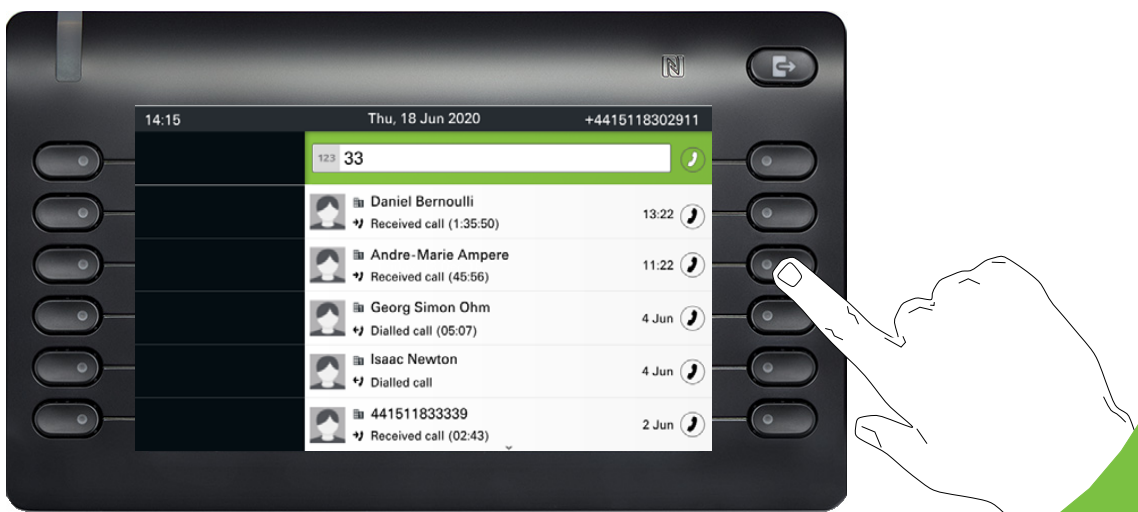 14:15 Thu, 18 Jun 2020 +4415118302911
123 33
Daniel Bernoulli
Received call (1:35:50) 13:22
Andre-Marie Ampere
Received call (45:56) 11:22
Georg Simon Ohm
Dialled call (05:07) 4 Jun
Isaac Newton
Dialled call 4 Jun
441511833339
Received call (02:43) 2 Jun